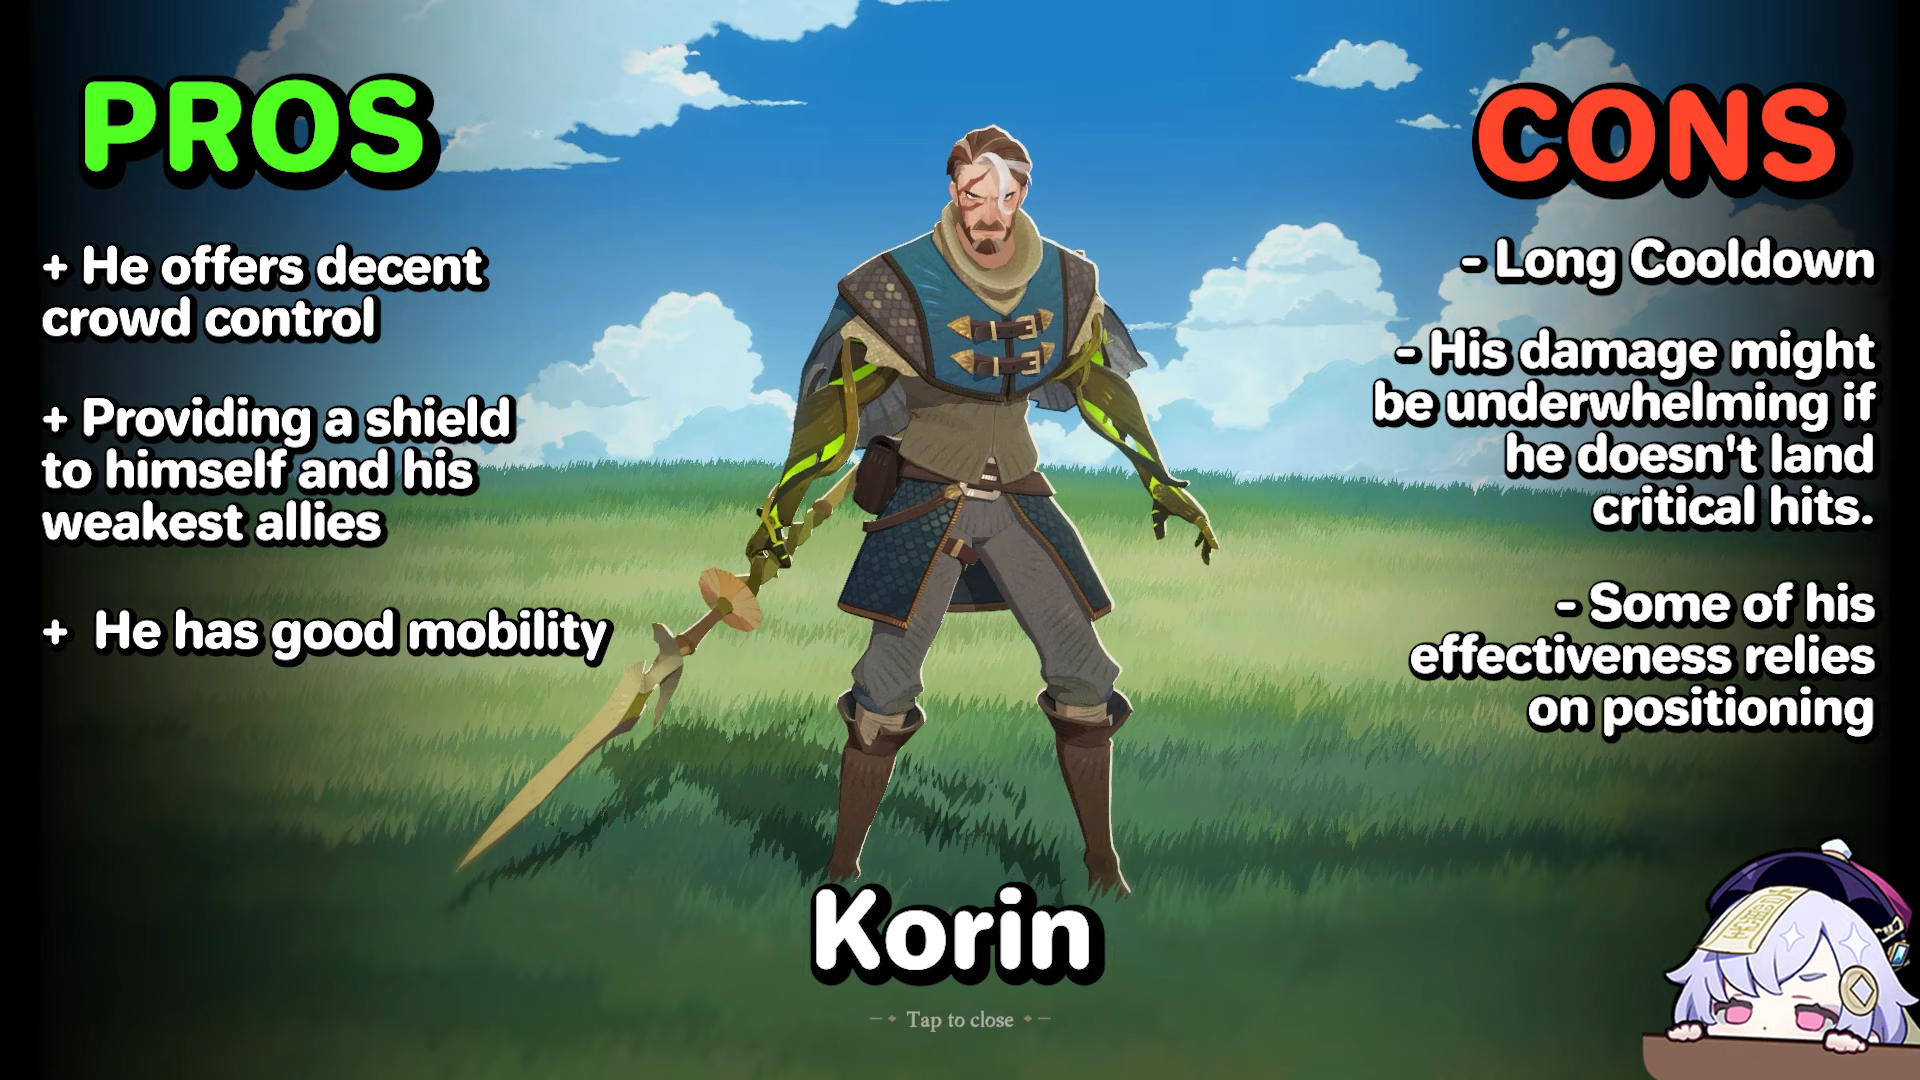 PROS
+ He offers decent
crowd control
+ Providing a shield
to himself and his
weakest allies
+ He has good mobility
CONS
- Long Cooldown
- His damage might
be underwhelming if
he doesn't land
critical hits.
- Some of his
effectiveness relies
on positioning
Korin
Tap to close